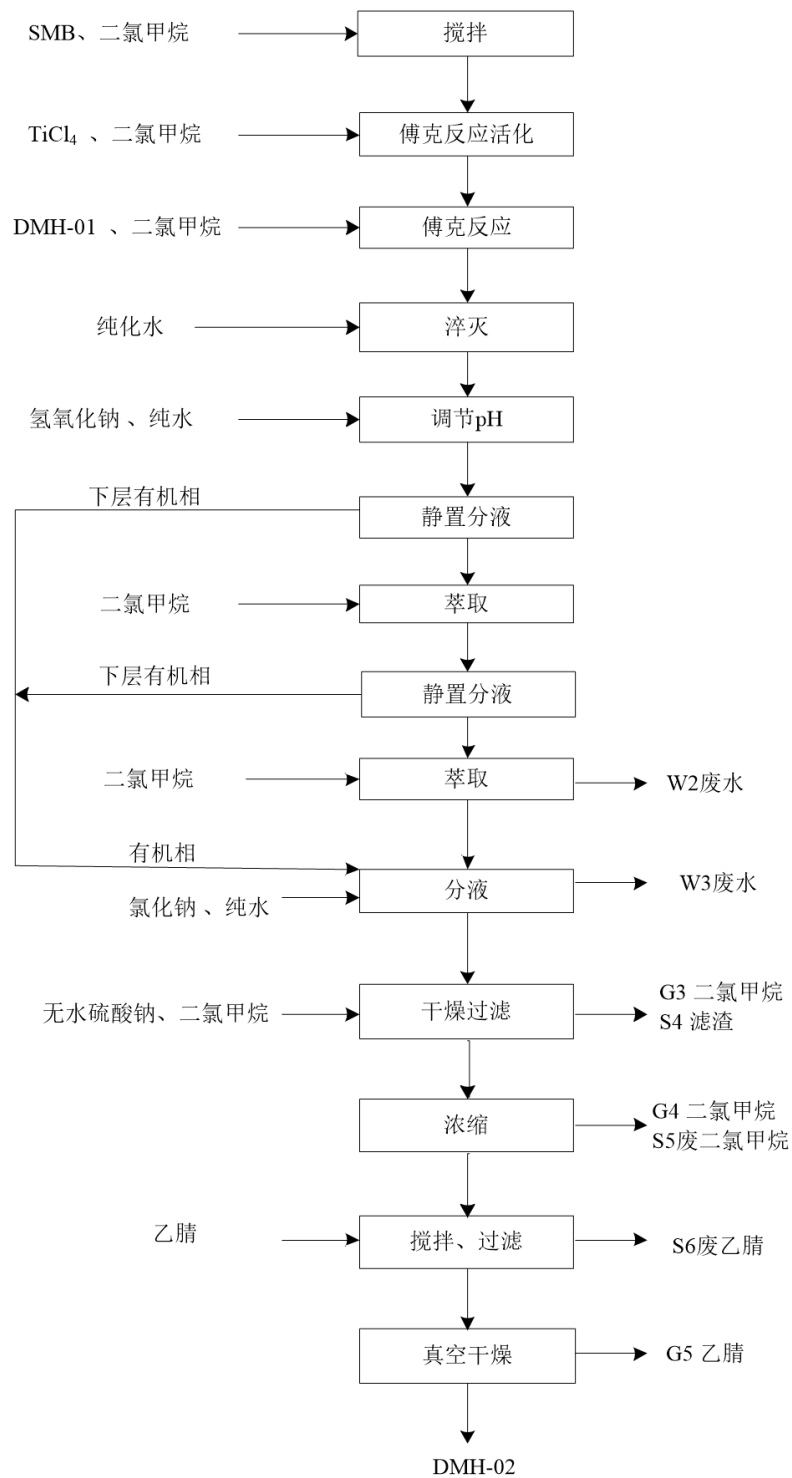 SMB、二氯甲烷
搅拌
TiCl₄ 、二氯甲烷
傅克反应活化
DMH-01 、二氯甲烷
傅克反应
纯化水
淬灭
氢氧化钠 、纯水
调节pH
下层有机相
静置分液
二氯甲烷
萃取
下层有机相
静置分液
二氯甲烷
萃取
W2废水
有机相
氯化钠 、纯水
分液
W3废水
无水硫酸钠、二氯甲烷
干燥过滤
G3 二氯甲烷
S4 滤渣
浓缩
G4 二氯甲烷
S5废二氯甲烷
乙腈
搅拌、过滤
S6废乙腈
真空干燥
G5 乙腈
DMH-02